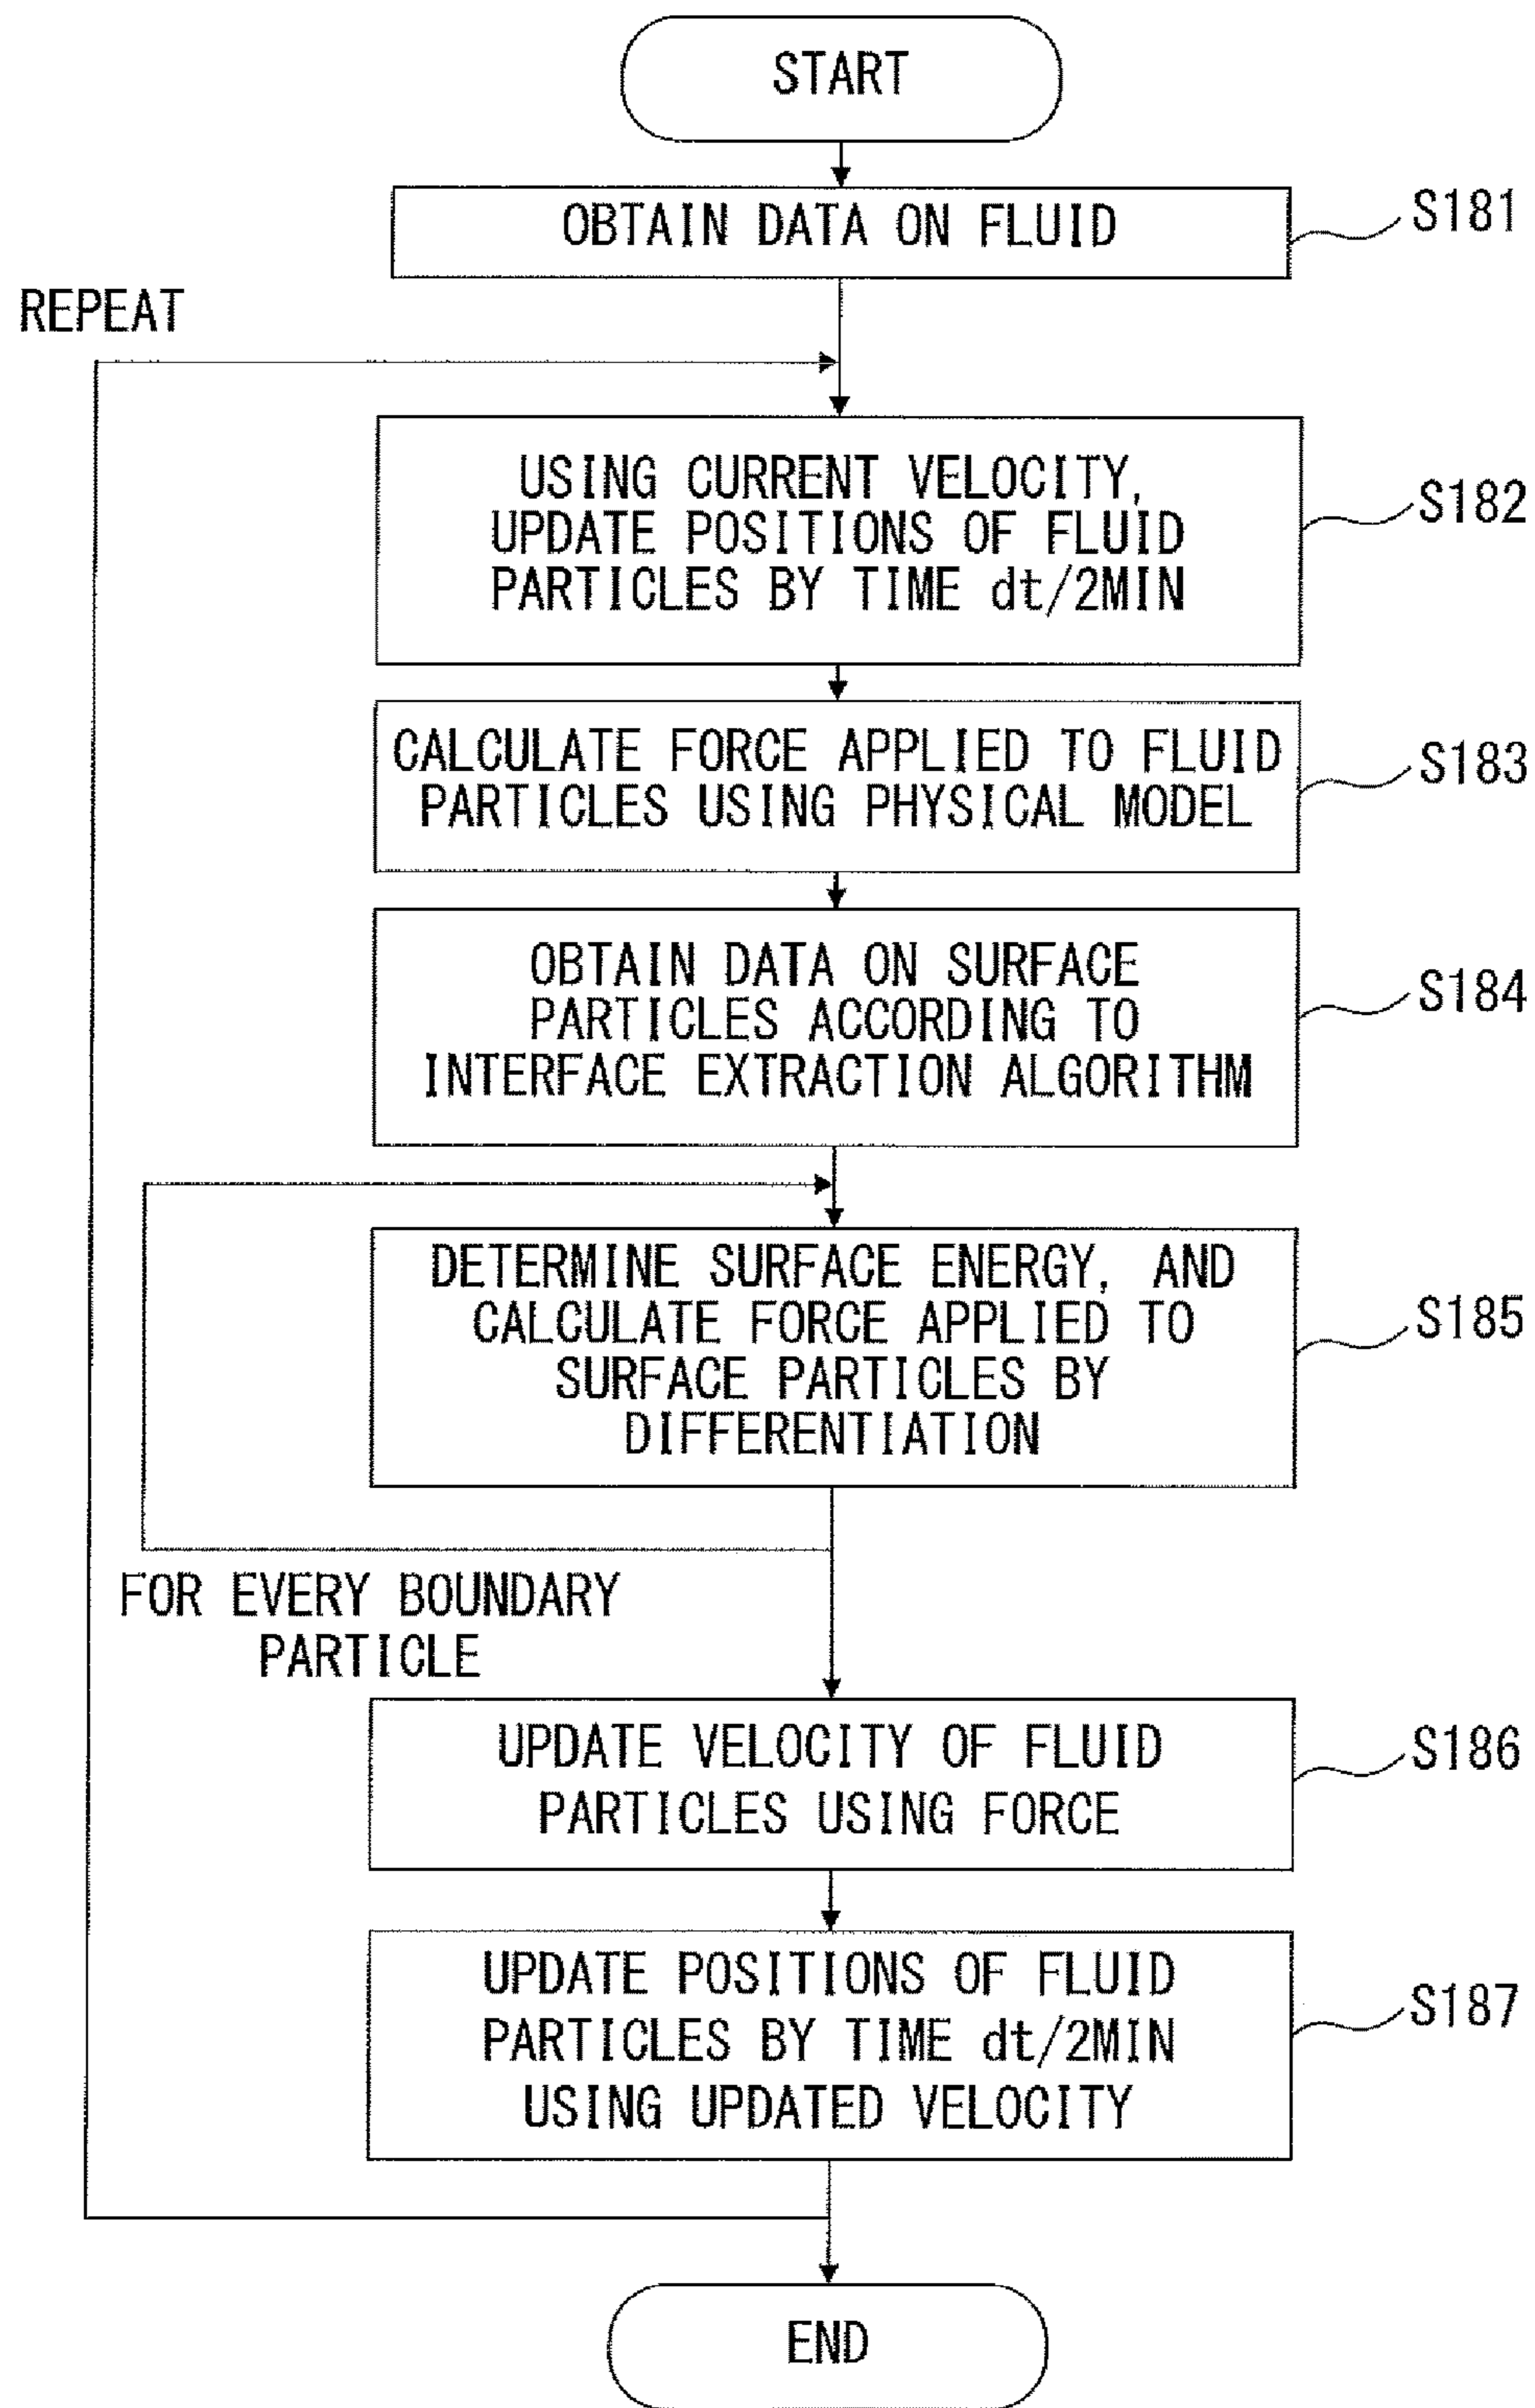 START
OBTAIN DATA ON FLUID
S181
REPEAT
USING CURRENT VELOCITY,
UPDATE POSITIONS OF FLUID
PARTICLES BY TIME dt/2MIN
S182
CALCULATE FORCE APPLIED TO FLUID
PARTICLES USING PHYSICAL MODEL
S183
OBTAIN DATA ON SURFACE
PARTICLES ACCORDING TO
INTERFACE EXTRACTION ALGORITHM
S184
DETERMINE SURFACE ENERGY, AND
CALCULATE FORCE APPLIED TO
SURFACE PARTICLES BY
DIFFERENTIATION
S185
FOR EVERY BOUNDARY
PARTICLE
UPDATE VELOCITY OF FLUID
PARTICLES USING FORCE
S186
UPDATE POSITIONS OF FLUID
PARTICLES BY TIME dt/2MIN
USING UPDATED VELOCITY
S187
END